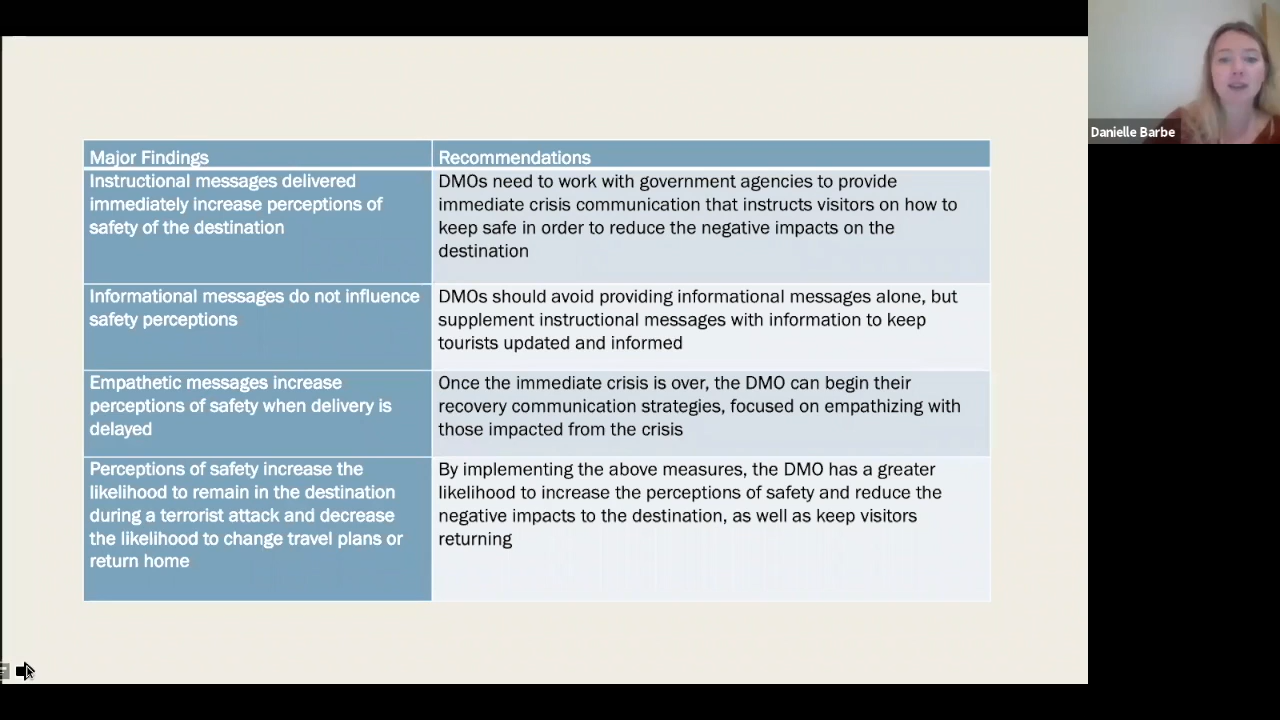 Major Findings
Recommendations
Instructional messages delivered
immediately increase perceptions of
safety of the destination
DMOs need to work with government agencies to provide
immediate crisis communication that instructs visitors on how to
keep safe in order to reduce the negative impacts on the
destination
Informational messages do not influence
safety perceptions
DMOs should avoid providing informational messages alone, but
supplement instructional messages with information to keep
tourists updated and informed
Empathetic messages increase
perceptions of safety when delivery is
delayed
Once the immediate crisis is over, the DMO can begin their
recovery communication strategies, focused on empathizing with
those impacted from the crisis
Perceptions of safety increase the
likelihood to remain in the destination
during a terrorist attack and decrease
the likelihood to change travel plans or
return home
By implementing the above measures, the DMO has a greater
likelihood to increase the perceptions of safety and reduce the
negative impacts to the destination, as well as keep visitors
returning
Danielle Barbe